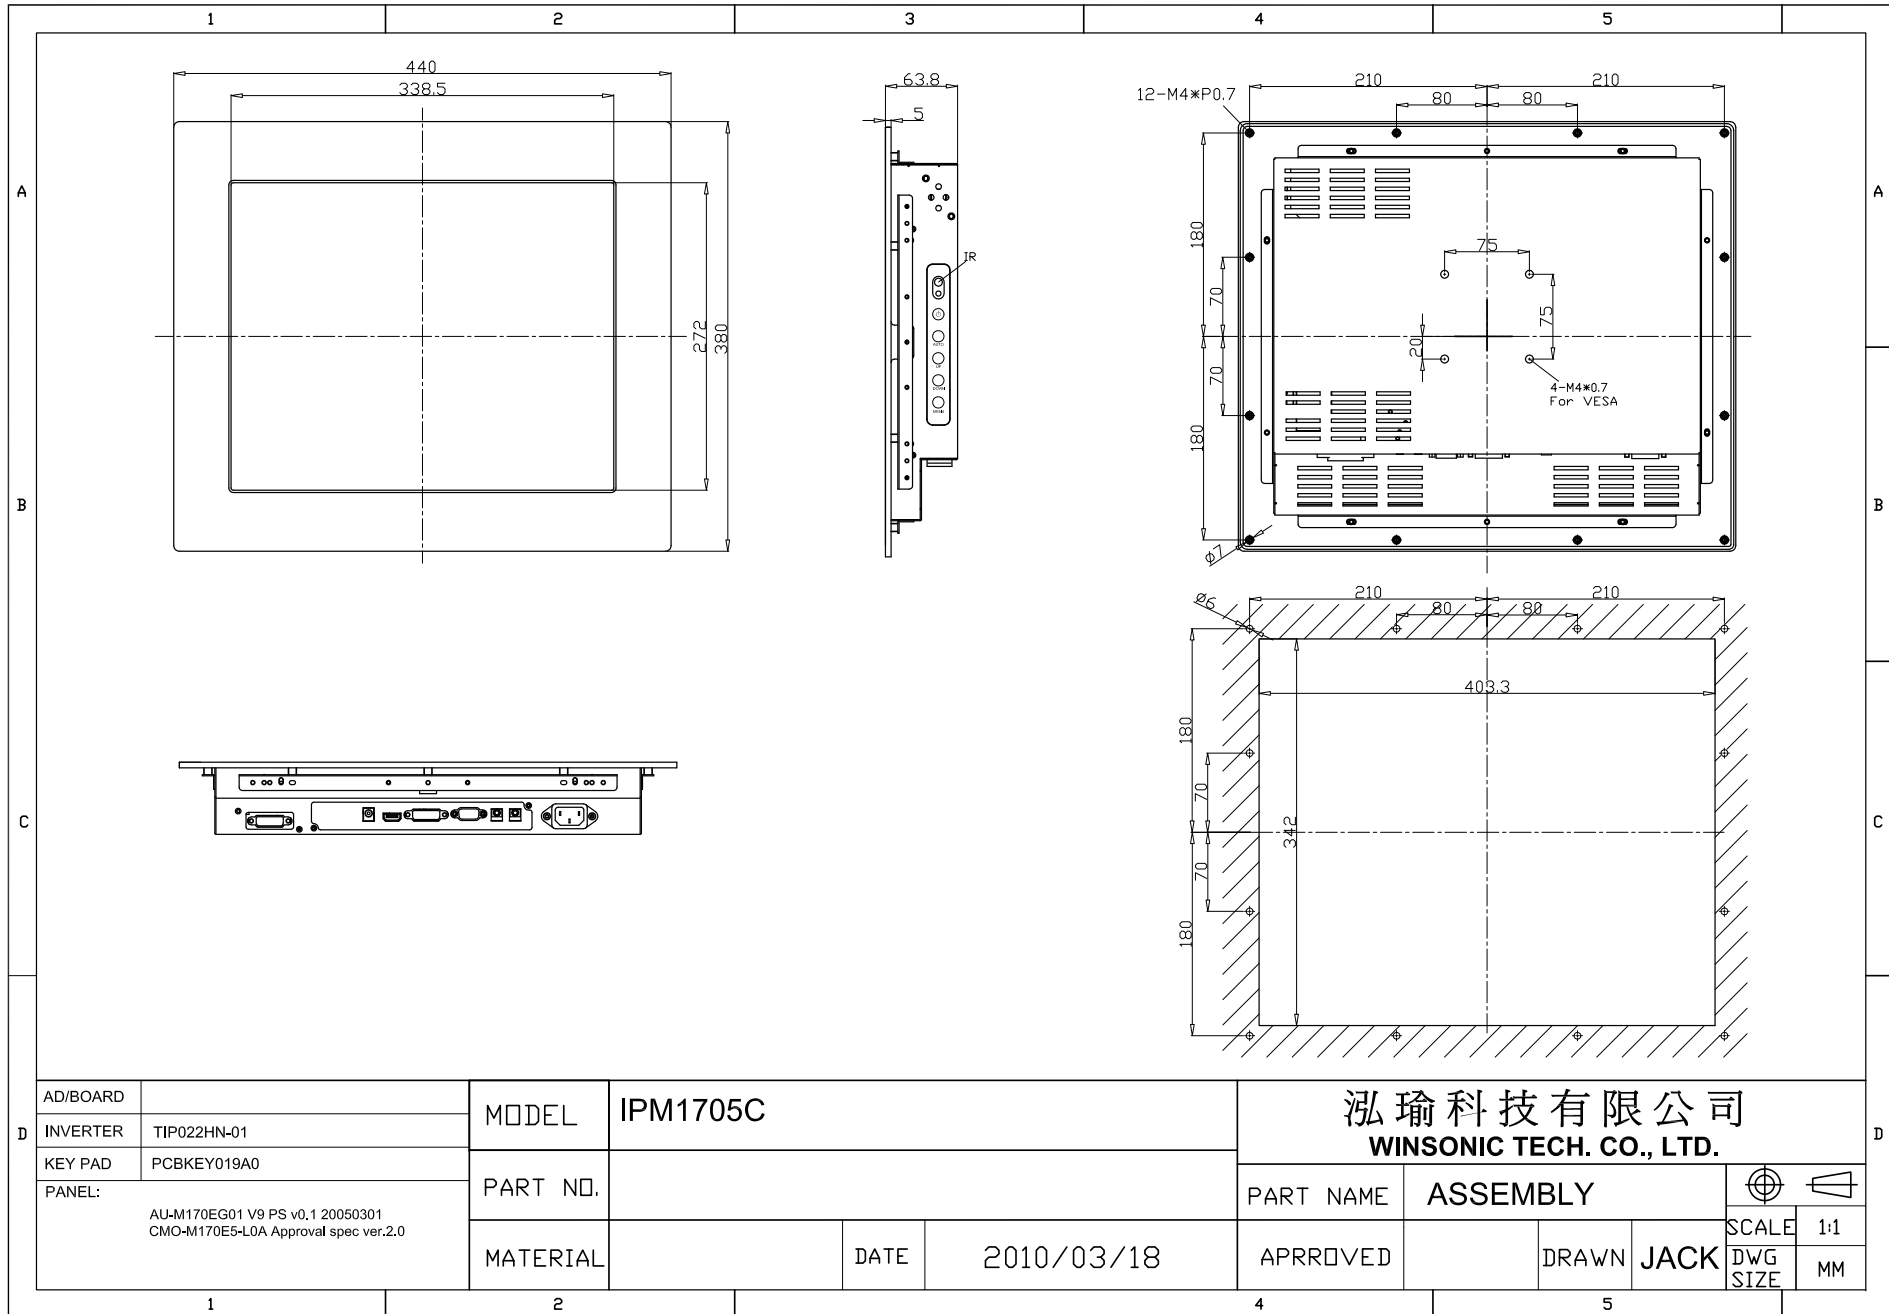 1 2 3 4 5
A
B
C
D
A
B
C
D
440
338.5
272
380
63.8
5
IR
AUTO
UP
DOWN
MENU
12-M4*P0.7
210 210
80 80
180
70
70
180
75
75
20
4-M4*0.7
For VESA
ø7
ø6
210 210
80 80
403.3
180
70
342
70
180
AD/BOARD
INVERTER TIP022HN-01
KEY PAD PCBKEY019A0
PANEL:
AU-M170EG01 V9 PS v0.1 20050301
CMO-M170E5-L0A Approval spec ver.2.0
MODEL IPM1705C
PART NO.
MATERIAL
DATE 2010/03/18
泓瑜科技有限公司
WINSONIC TECH. CO., LTD.
PART NAME ASSEMBLY
APRROVED
DRAWN JACK
SCALE 1:1
DWG
SIZE
MM
1 2 4 5